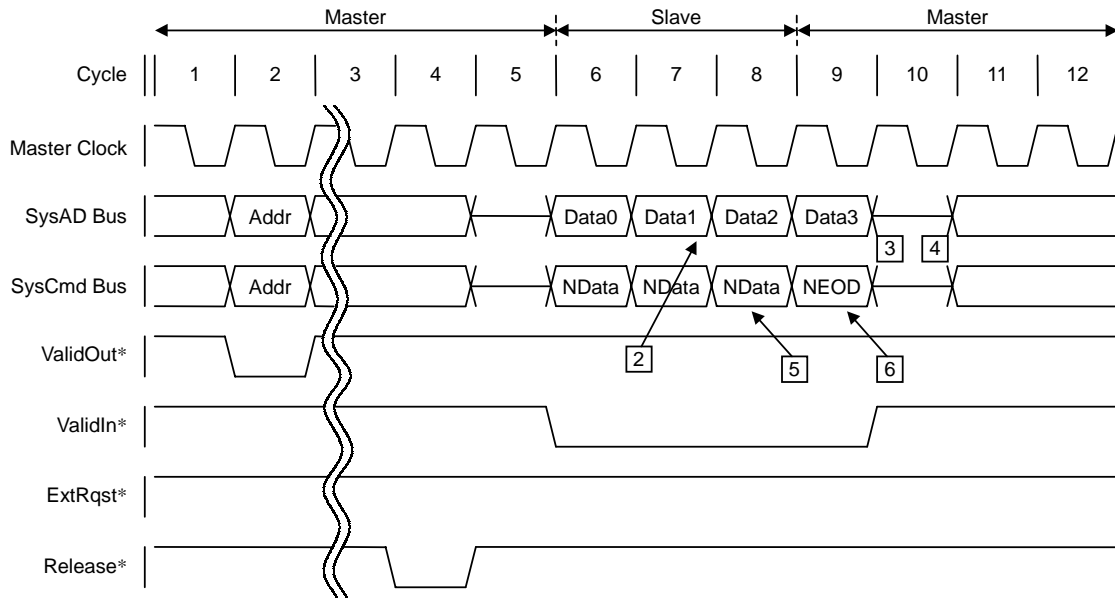 Master Slave Master
Cycle 1 2 3 4 5 6 7 8 9 10 11 12
Master Clock
SysAD Bus Addr Data0 Data1 Data2 Data3
3 4
SysCmd Bus Addr NData NData NData NEOD
ValidOut* 2 5 6
ValidIn*
ExtRqst*
Release*